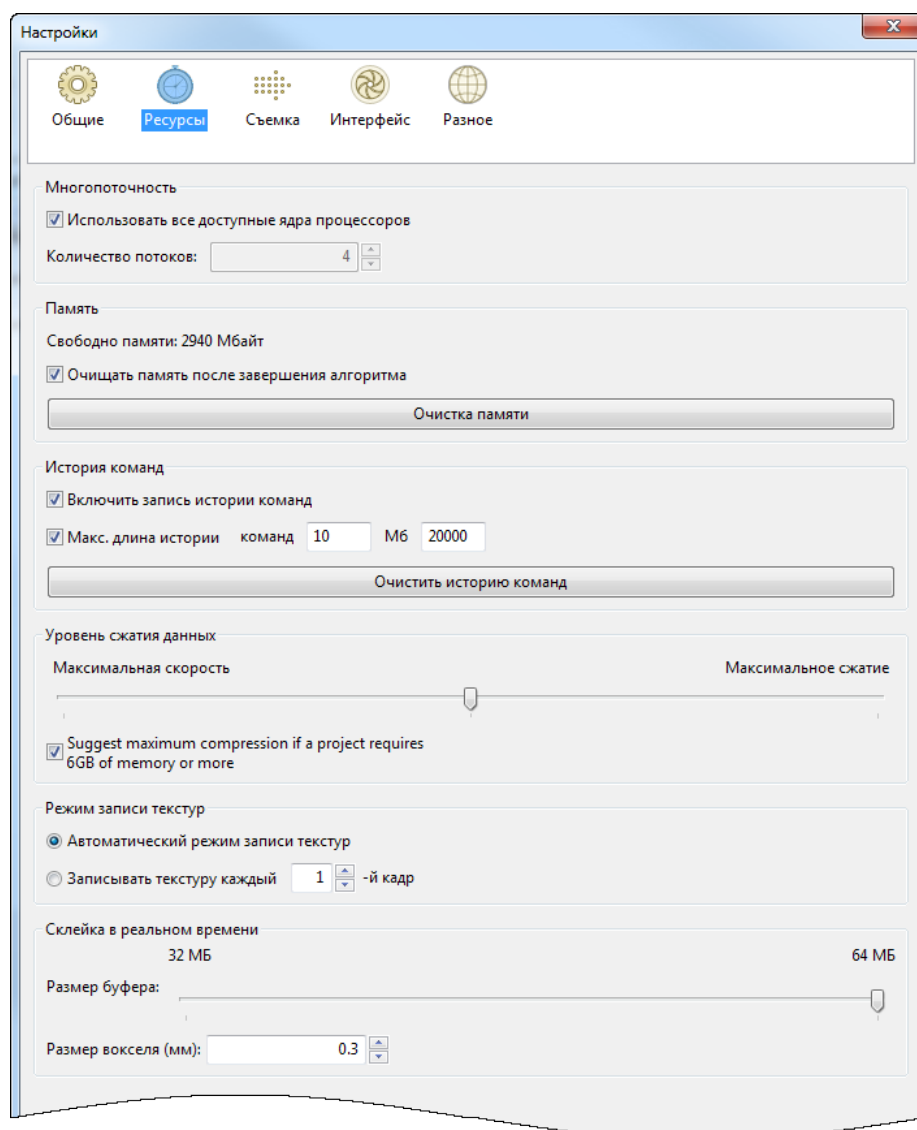 Настройки
Общие Ресурсы Съемка Интерфейс Разное
Многопоточность
Использовать все доступные ядра процессоров
Количество потоков: 4
Память
Свободно памяти: 2940 Мбайт
Очищать память после завершения алгоритма
Очистка памяти
История команд
Включить запись истории команд
Макс. длина истории команд 10 Мб 20000
Очистить историю команд
Уровень сжатия данных
Максимальная скорость Максимальное сжатие
Suggest maximum compression if a project requires
6GB of memory or more
Режим записи текстур
Автоматический режим записи текстур
Записывать текстуру каждый 1 -й кадр
Склейка в реальном времени
32 МБ 64 МБ
Размер буфера:
Размер вокселя (мм): 0.3